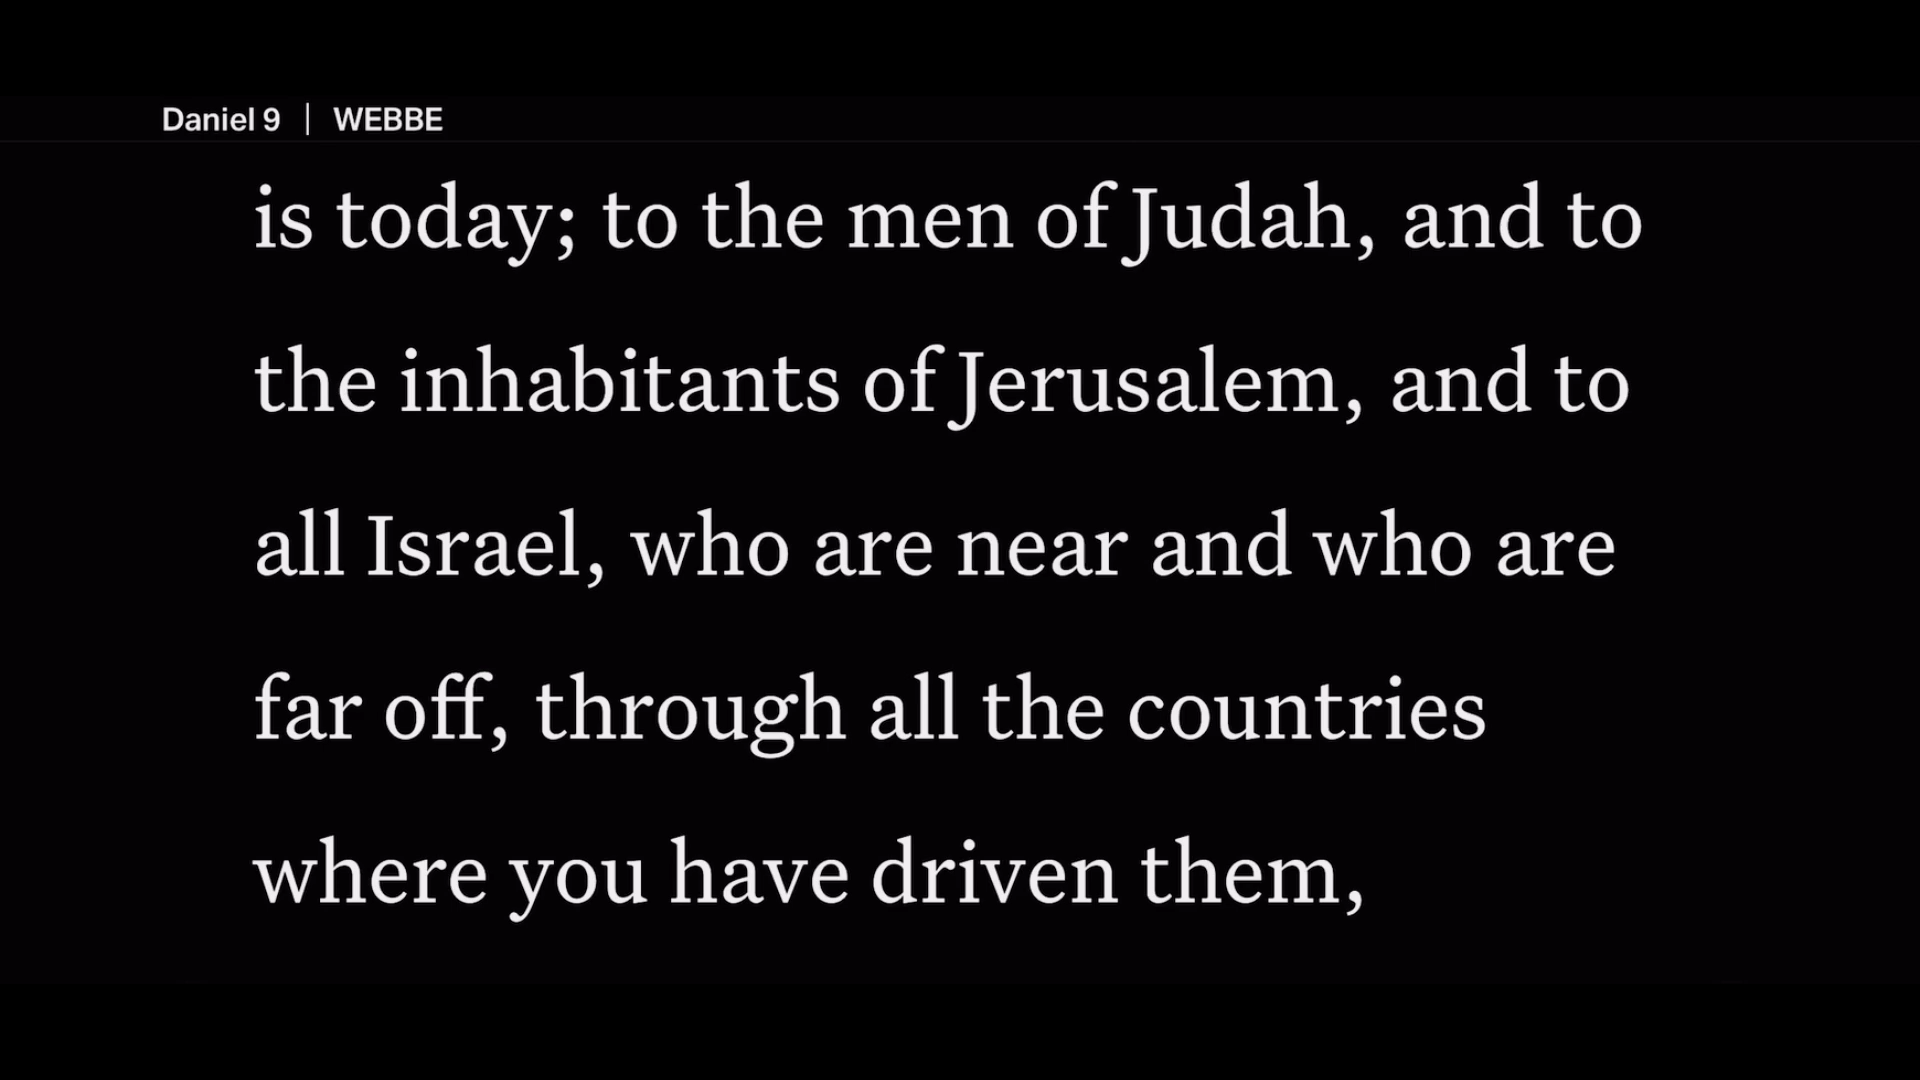 Daniel 9 | WEBBE
is today; to the men of Judah, and to
the inhabitants of Jerusalem, and to
all Israel, who are near and who are
far off, through all the countries
where you have driven them,